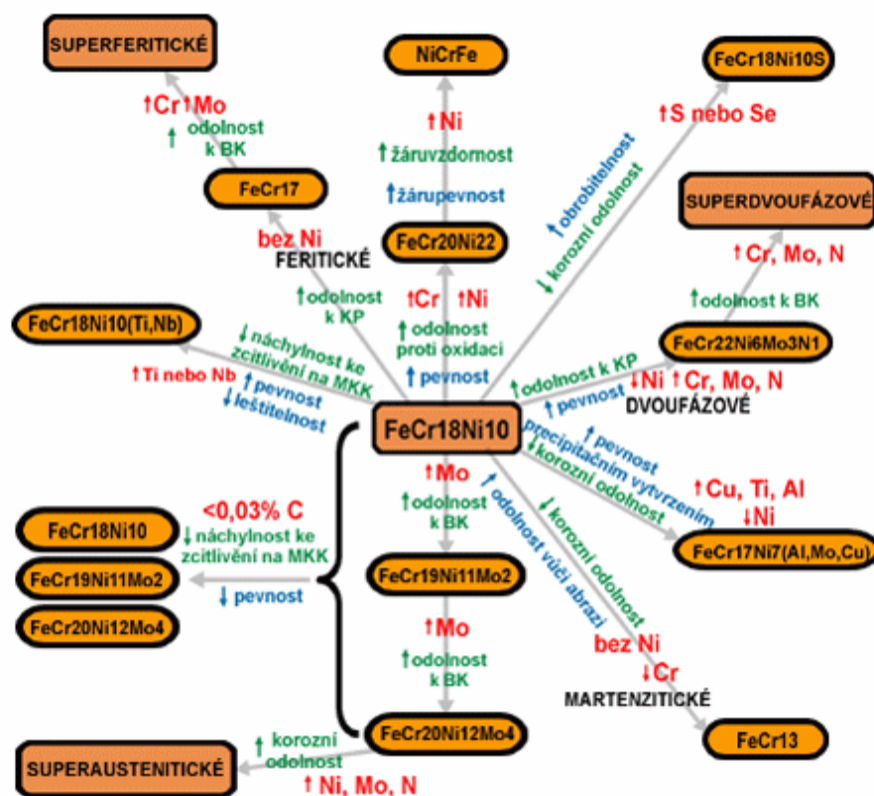 SUPERFERITICKÉ
NiCrFe
FeCr18Ni10S
↑Cr↑Mo
↑ odolnost
k BK
↑Ni
↑žáruvzdornost
↑žárupevnost
↑S nebo Se
↑obrobitelnost
↓korozní odolnost
FeCr17
SUPERDVOUFÁZOVÉ
bez Ni
FERITICKÉ
FeCr20Ni22
↑Cr, Mo, N
↑odolnost
k KP
↑Cr ↑Ni
↑odolnost
proti oxidaci
↑pevnost
↑odolnost k BK
FeCr18Ni10(Ti,Nb)
↓náchylnost ke
zcitlivění na MKK
↑Ti nebo Nb
↑pevnost
↓leštitelnost
FeCr22Ni6Mo3N1
↑odolnost k KP
↑pevnost
↓Ni ↑Cr, Mo, N
DVOUFÁZOVÉ
FeCr18Ni10
↑pevnost
precipitačním vytvrzením
↓korozní odolnost
↑Cu, Ti, Al
↓Ni
FeCr17Ni7(Al,Mo,Cu)
↑Mo
↑odolnost
k BK
<0,03% C
FeCr18Ni10
↓náchylnost ke
zcitlivění na MKK
FeCr19Ni11Mo2
↓pevnost
FeCr20Ni12Mo4
FeCr19Ni11Mo2
↓korozní odolnost
↑odolnost vůči abrazi
bez Ni
↓Cr
MARTENZITICKÉ
↑Mo
↑odolnost
k BK
FeCr20Ni12Mo4
FeCr13
SUPERAUSTENITICKÉ
↑korozní
odolnost
↑Ni, Mo, N